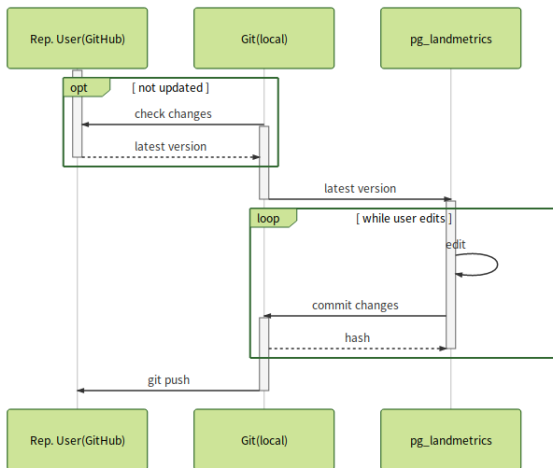 Rep. User(GitHub)
Git(local)
pg_landmetrics
opt
[ not updated ]
check changes
latest version
latest version
loop
[ while user edits ]
edit
commit changes
hash
git push
Rep. User(GitHub)
Git(local)
pg_landmetrics